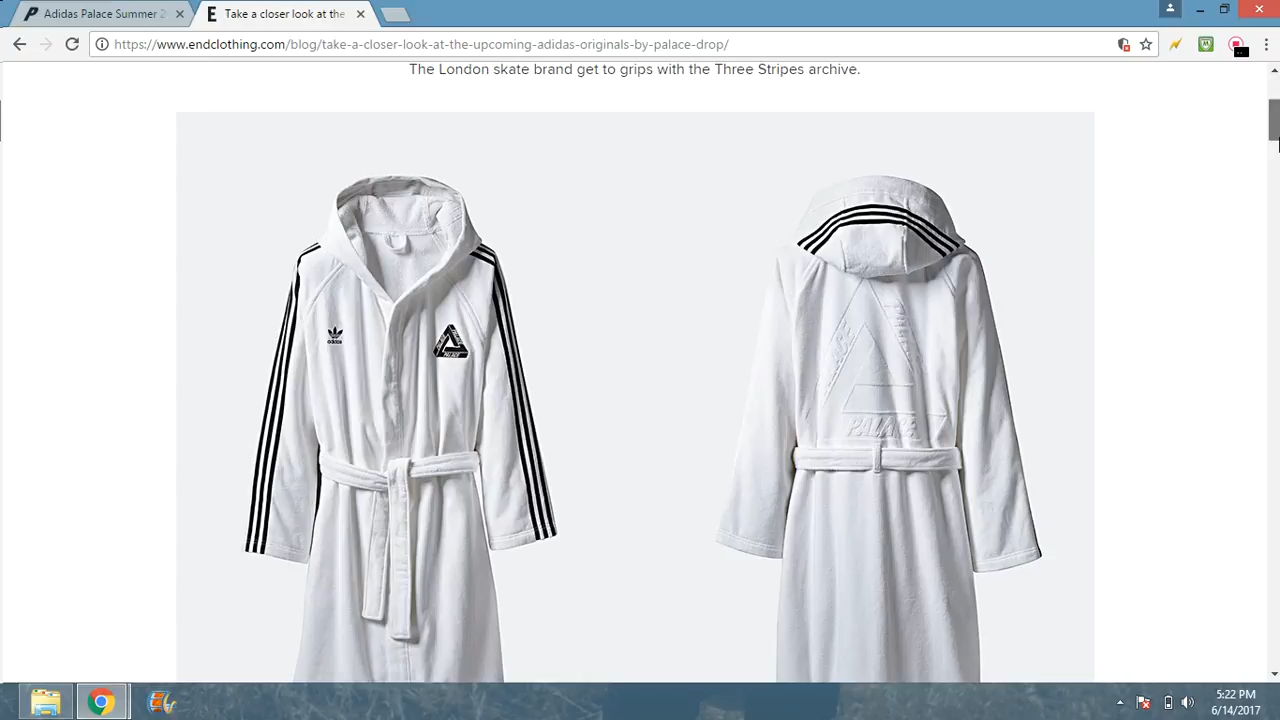 Adidas Palace Summer 2
Take a closer look at the
https://www.endclothing.com/blog/take-a-closer-look-at-the-upcoming-adidas-originals-by-palace-drop/
The London skate brand get to grips with the Three Stripes archive.
adidas
PALACE
PALACE
5:22 PM
6/14/2017